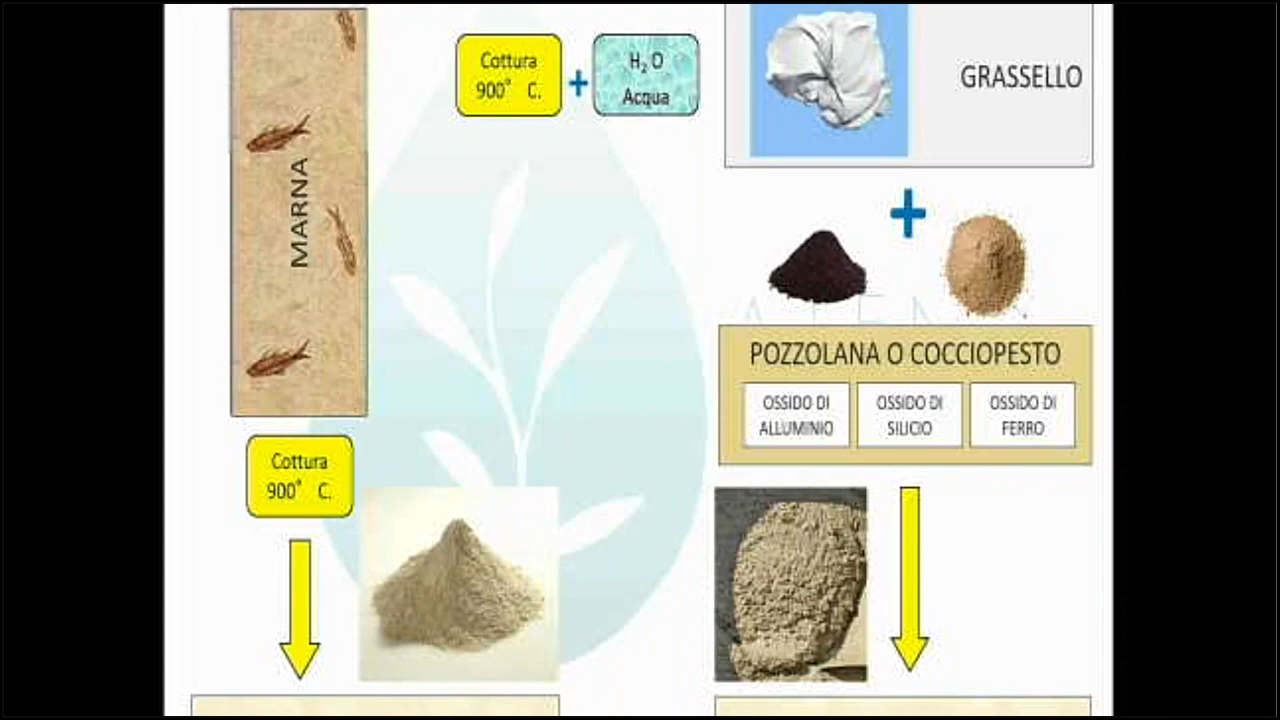 MARNA
Cottura
900° C.
+
H₂O
Acqua
GRASSELLO
+
POZZOLANA O COCCIOPESTO
OSSIDO DI
ALLUMINIO
OSSIDO DI
SILICIO
OSSIDO DI
FERRO
Cottura
900° C.